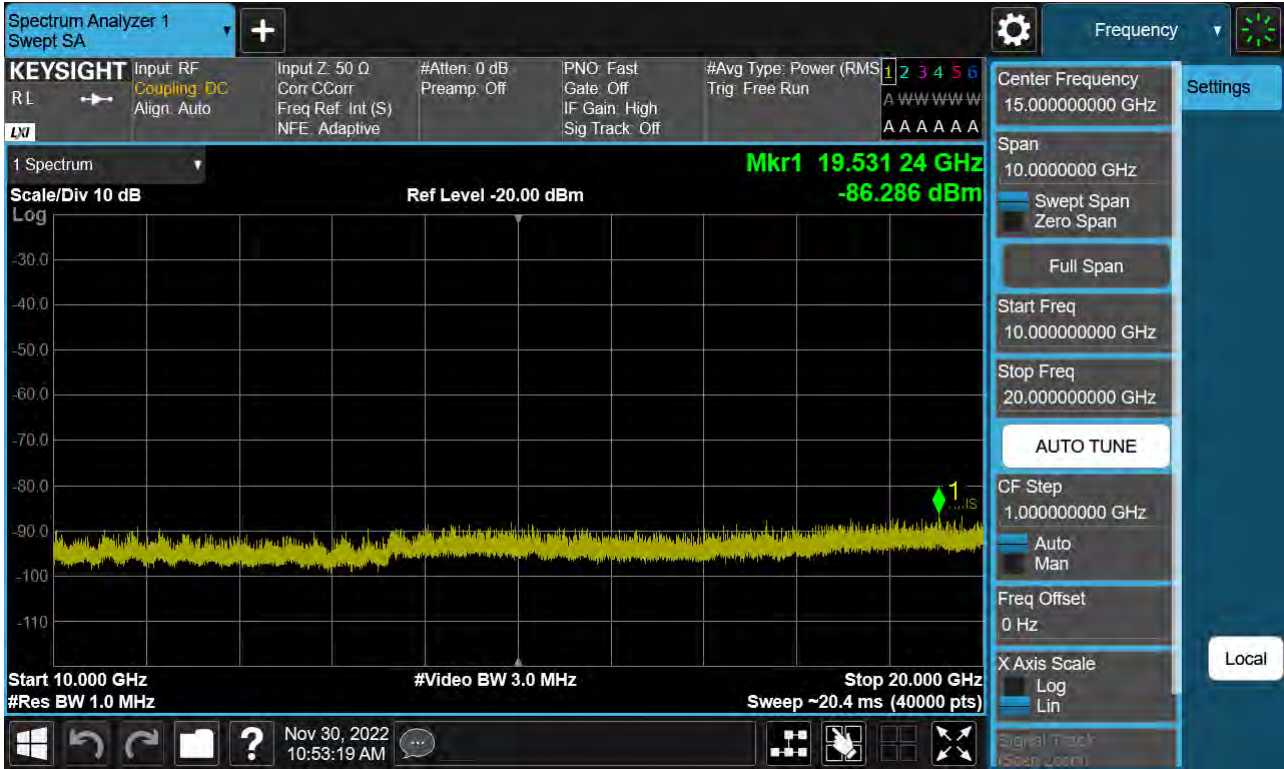 Spectrum Analyzer 1
Swept SA
+
Frequency
KEYSIGHT
R L
LXI
Input: RF
Coupling: DC
Align: Auto
Input Z: 50 Ω
Corr CCorr
Freq Ref: Int (S)
NFE: Adaptive
#Atten: 0 dB
Preamp: Off
PNO: Fast
Gate: Off
IF Gain: High
Sig Track: Off
#Avg Type: Power (RMS
Trig: Free Run
1 2 3 4 5 6
A W W W W W
A A A A A A
1 Spectrum
Scale/Div 10 dB
Log
Ref Level -20.00 dBm
Mkr1 19.531 24 GHz
-86.286 dBm
-30.0
-40.0
-50.0
-60.0
-70.0
-80.0
-90.0
-100
-110
1
Start 10.000 GHz
#Res BW 1.0 MHz
#Video BW 3.0 MHz
Stop 20.000 GHz
Sweep ~20.4 ms (40000 pts)
Center Frequency
15.000000000 GHz
Span
10.0000000 GHz
Swept Span
Zero Span
Full Span
Start Freq
10.000000000 GHz
Stop Freq
20.000000000 GHz
AUTO TUNE
CF Step
1.000000000 GHz
Auto
Man
Freq Offset
0 Hz
X Axis Scale
Log
Lin
Signal Track
(Span Zoom)
Settings
Local
?
Nov 30, 2022
10:53:19 AM